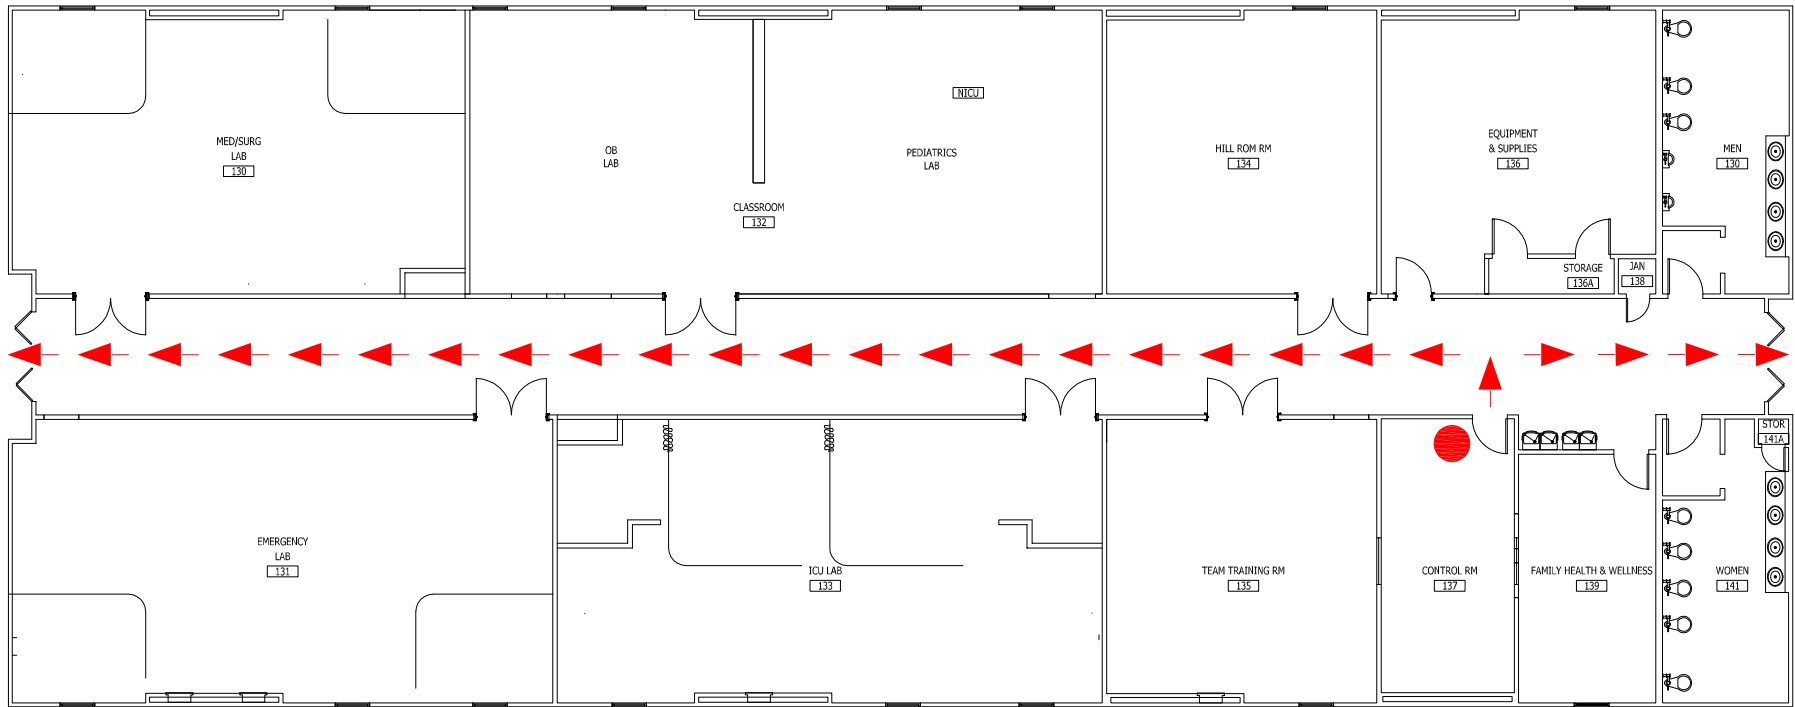 MED/SURG
LAB
130
OB
LAB
NICU
PEDIATRICS
LAB
CLASSROOM
132
HILL ROM RM
134
EQUIPMENT
& SUPPLIES
136
MEN
130
STORAGE
136A
JAN
138
EMERGENCY
LAB
131
ICU LAB
133
TEAM TRAINING RM
135
CONTROL RM
137
FAMILY HEALTH & WELLNESS
139
WOMEN
141
STOR
141A